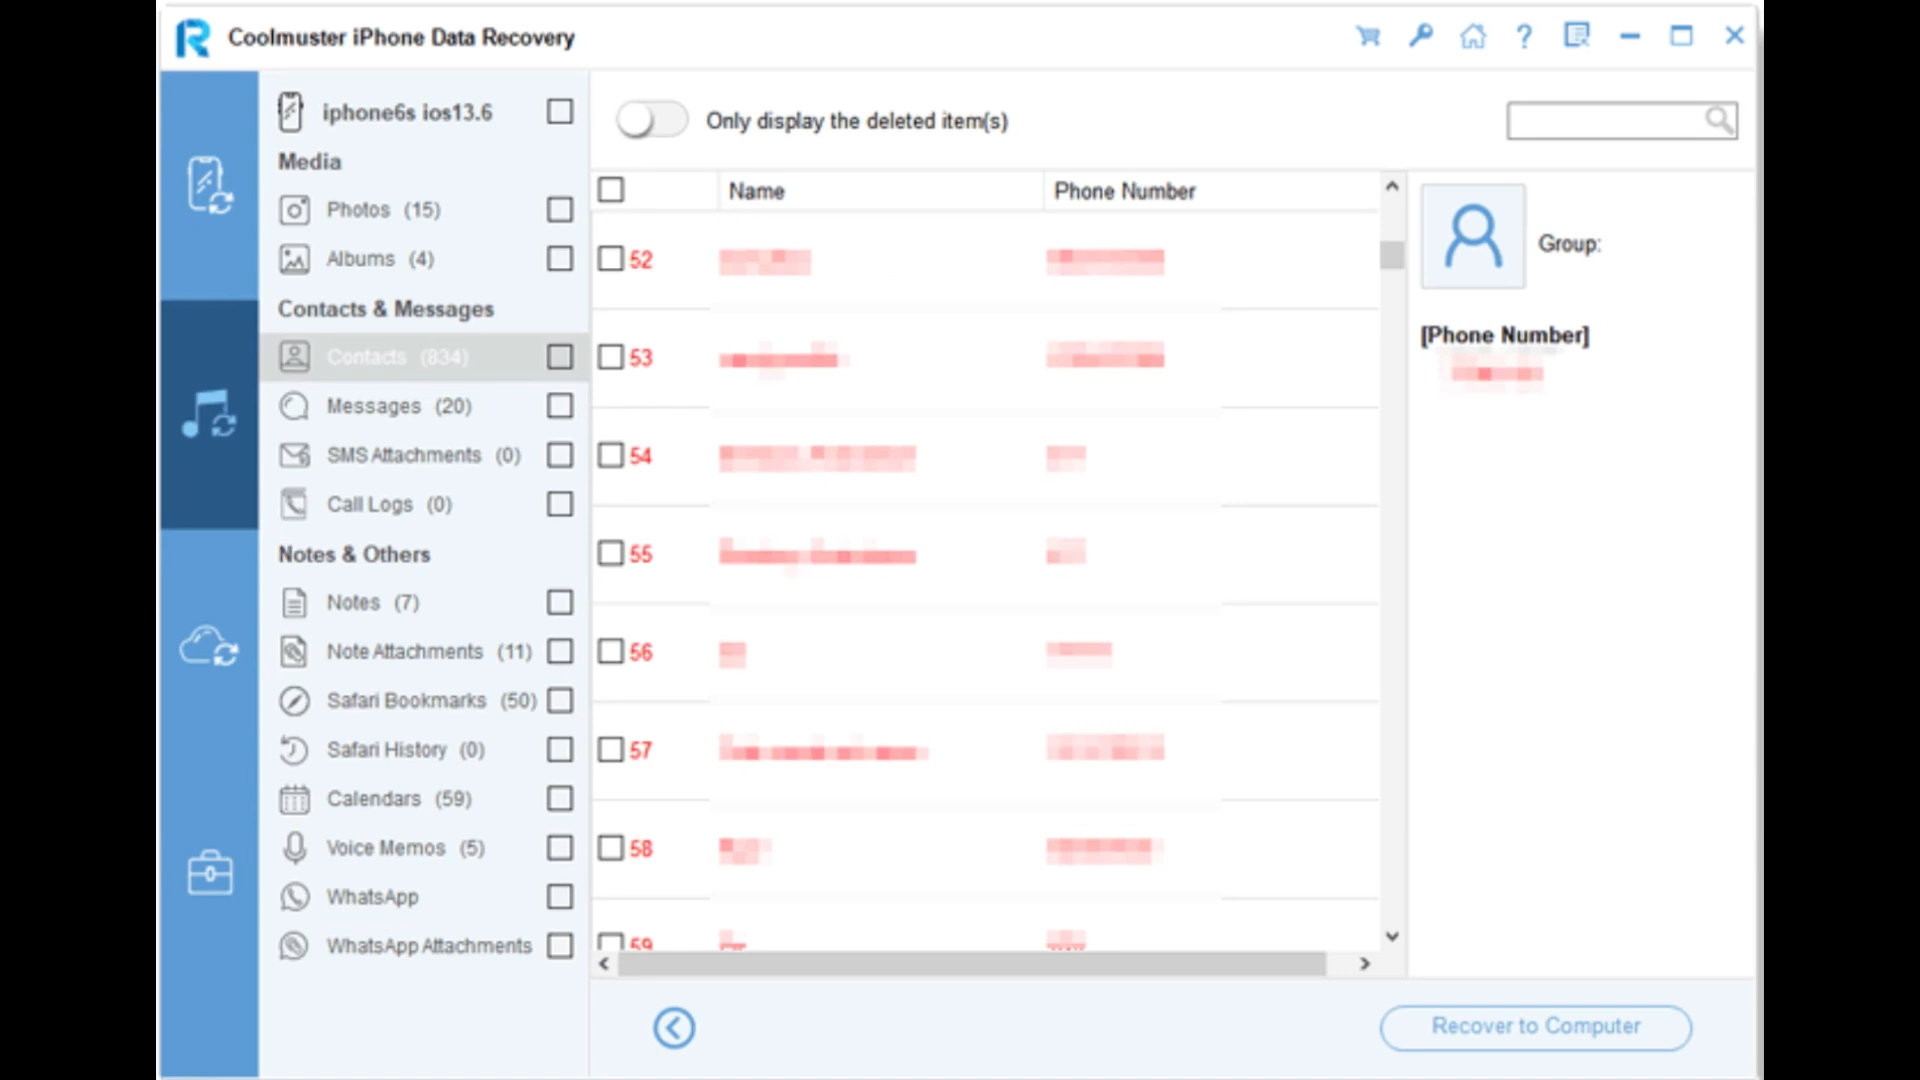 Coolmuster iPhone Data Recovery
iphone6s ios13.6
Media
Photos (15)
Albums (4)
Contacts & Messages
Contacts (834)
Messages (20)
SMS Attachments (0)
Call Logs (0)
Notes & Others
Notes (7)
Note Attachments (11)
Safari Bookmarks (50)
Safari History (0)
Calendars (59)
Voice Memos (5)
WhatsApp
WhatsApp Attachments
Only display the deleted item(s)
Name Phone Number
52
53
54
55
56
57
58
59
Group:
[Phone Number]
Recover to Computer